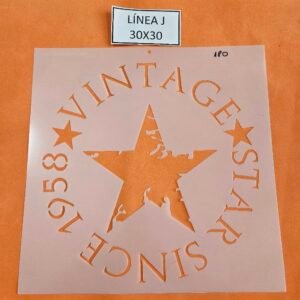 LÍNEA J
30X30
180
VINTAGE ★ STAR SINCE 1958 ★